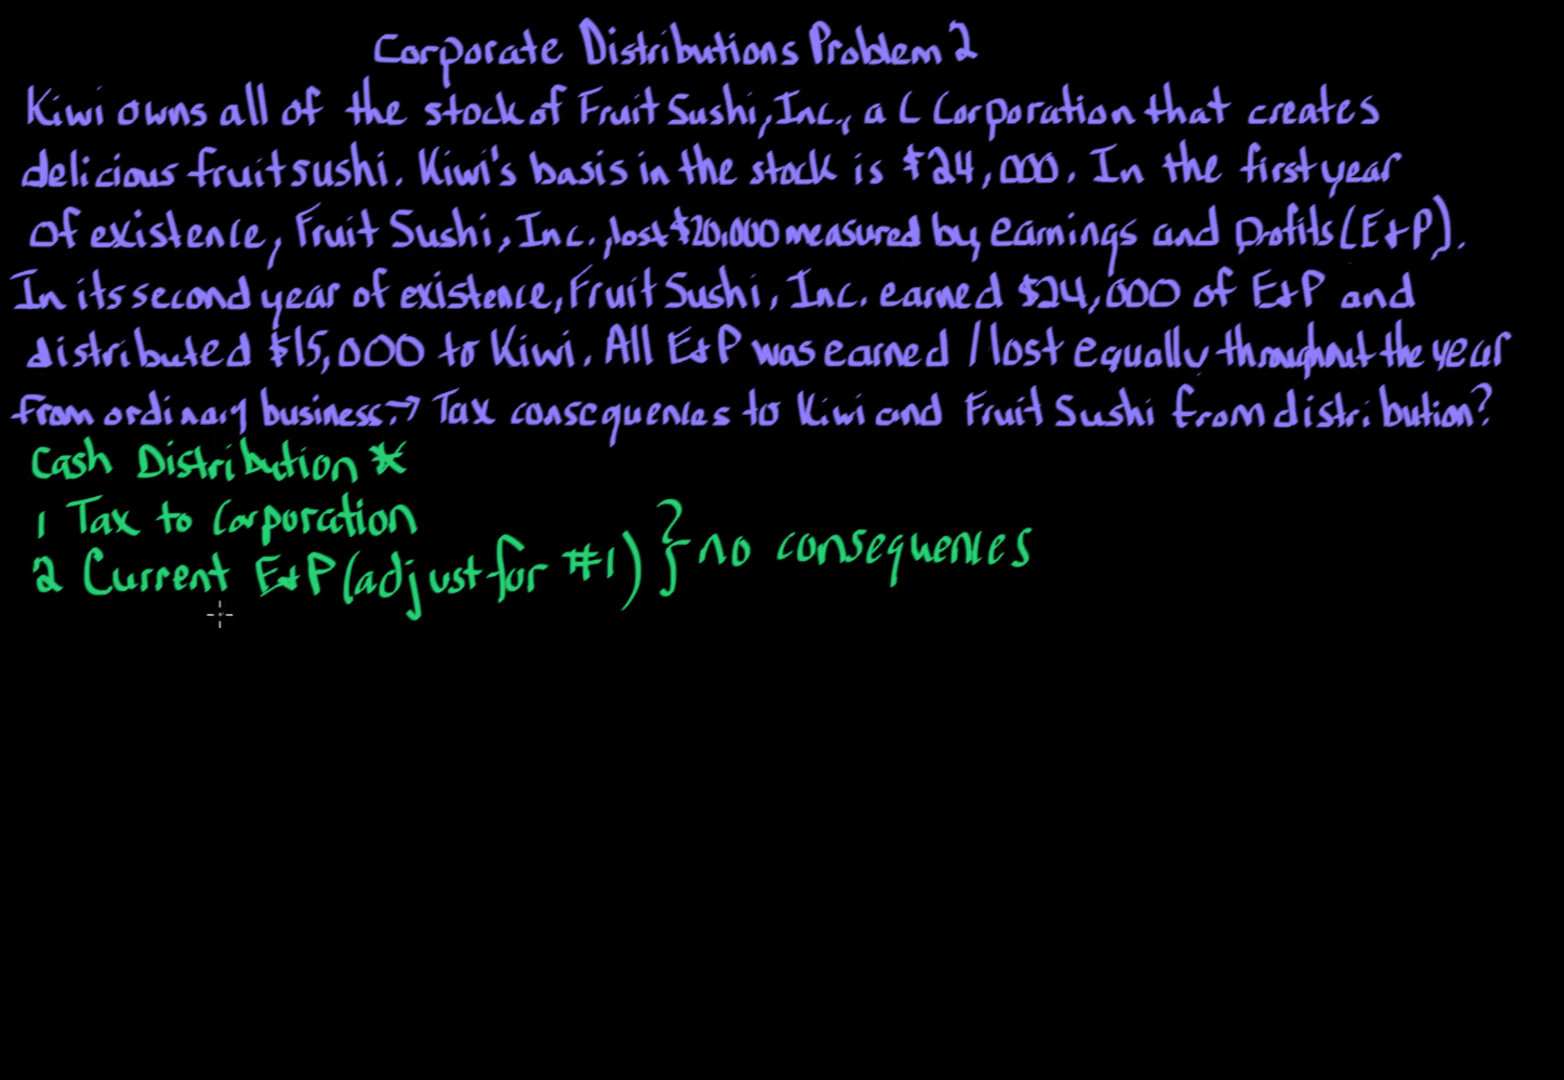 Corporate Distributions Problem 2
Kiwi owns all of the stock of Fruit Sushi, Inc., a C Corporation that creates
delicious fruit sushi. Kiwi's basis in the stock is $24,000. In the first year
of existence, Fruit Sushi, Inc., lost $20,000 measured by earnings and profits (E+P).
In its second year of existence, Fruit Sushi, Inc. earned $24,000 of E+P and
distributed $15,000 to Kiwi. All E+P was earned / lost equally throughout the year
from ordinary business. → Tax consequences to Kiwi and Fruit Sushi from distribution?
Cash Distribution *
1 Tax to Corporation
2 Current E+P (adjust for #1) } no consequences